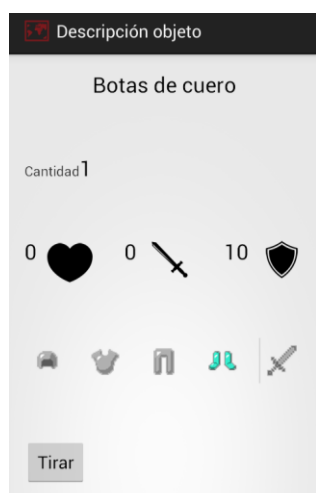 Descripción objeto
Botas de cuero
Cantidad 1
0 0 10
Tirar